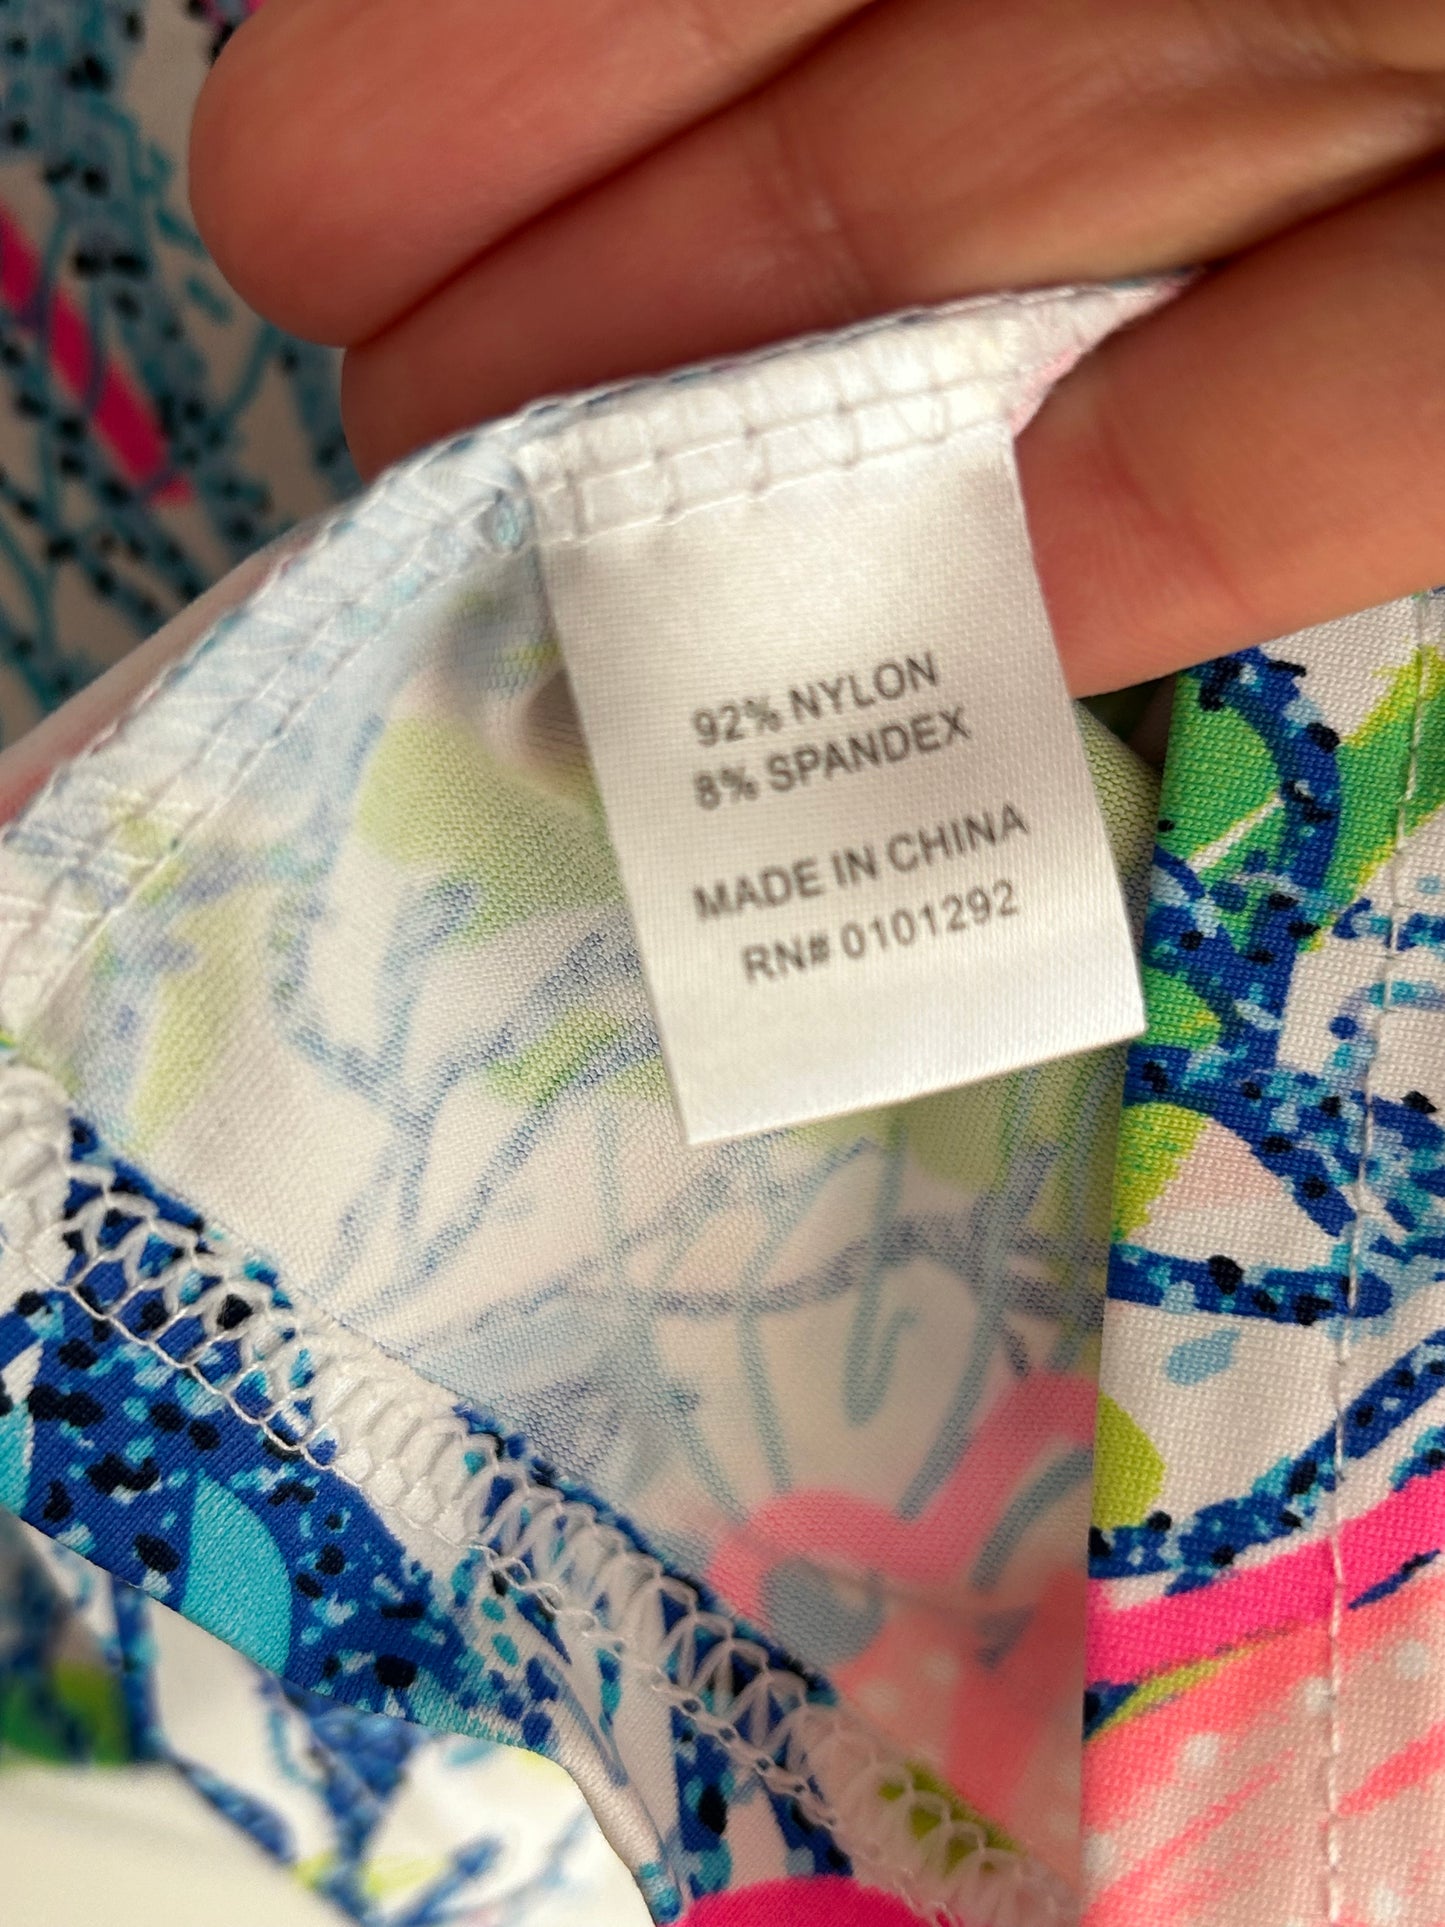 92% NYLON
8% SPANDEX
MADE IN CHINA
RN# 0101292